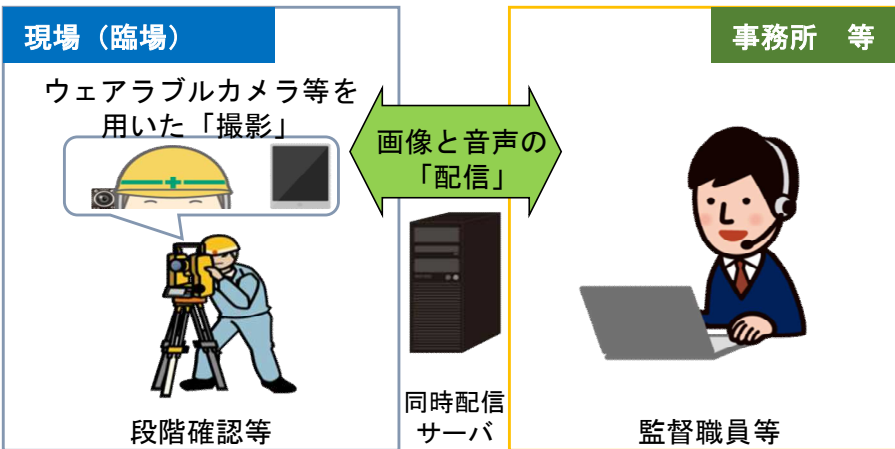 現場（臨場）
ウェアラブルカメラ等を
用いた「撮影」
段階確認等
画像と音声の
「配信」
同時配信
サーバ
事務所　等
監督職員等